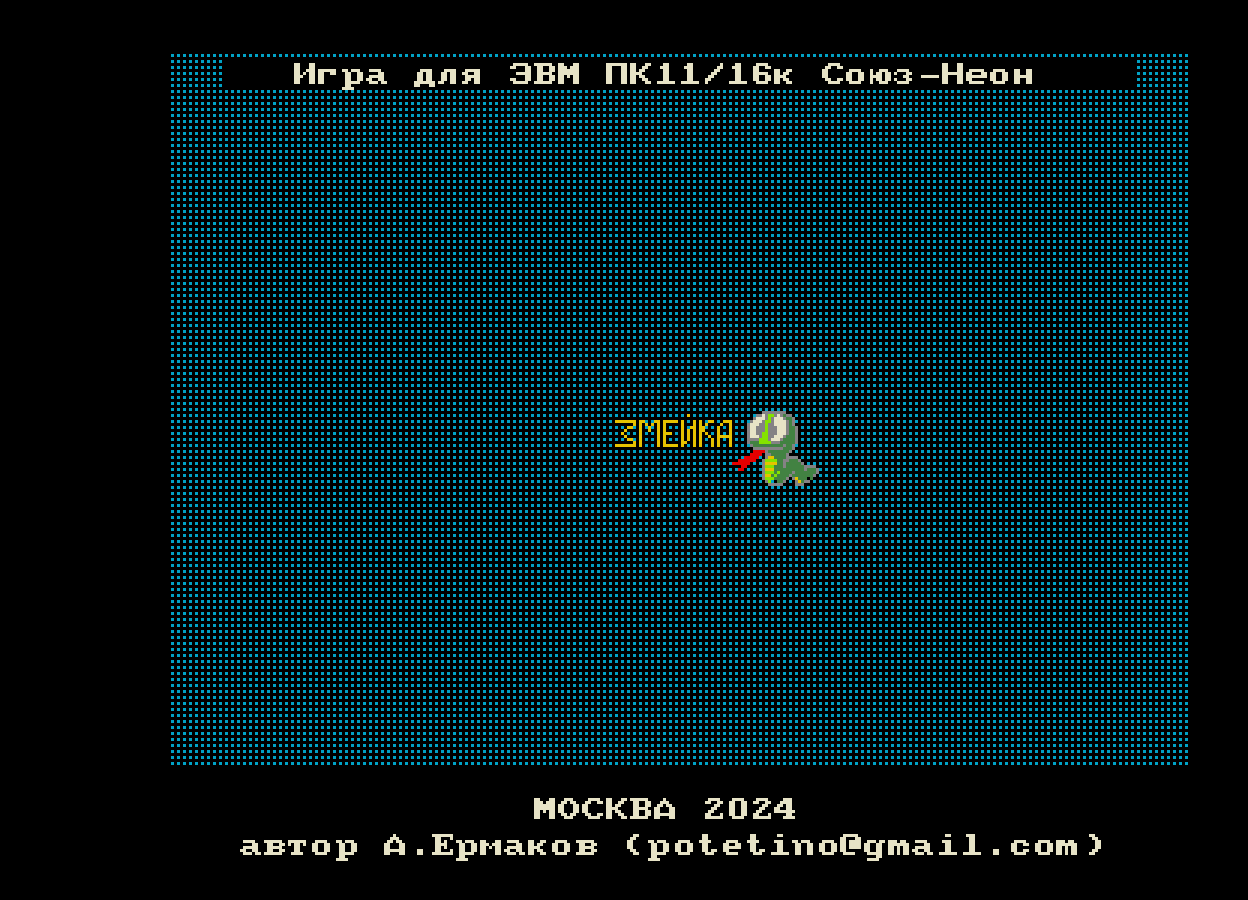 Игра для ЭВМ ПК11/16к Союз-Неон
ЗМЕЙКА
МОСКВА 2024
автор А.Ермаков (potetino@gmail.com)